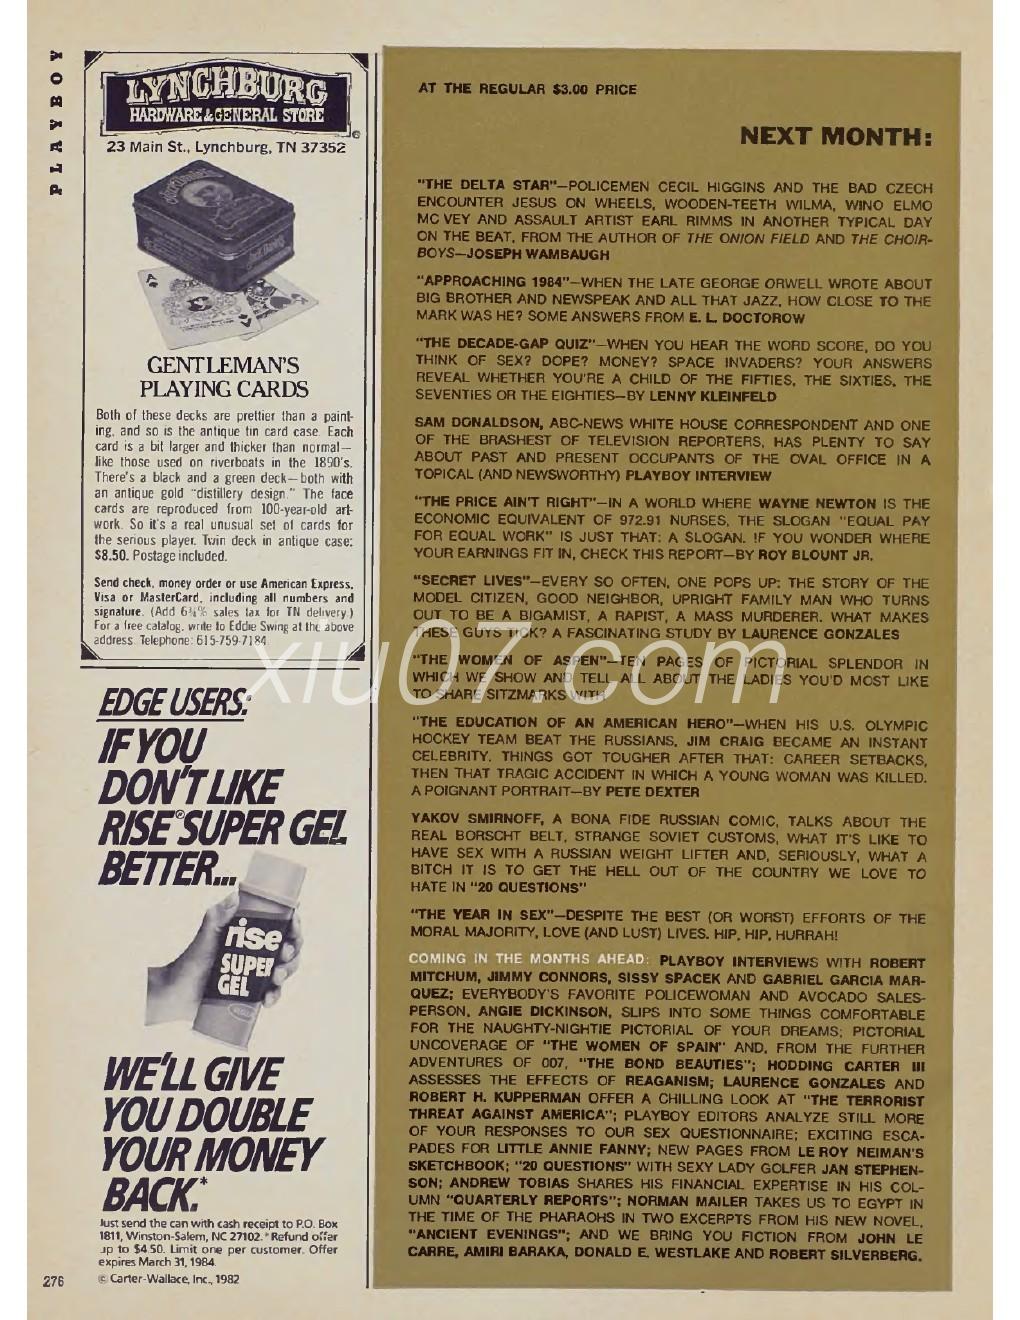 PLAYBOY
LYNCHBURG
HARDWARE & GENERAL STORE
23 Main St., Lynchburg, TN 37352
GENTLEMAN'S
PLAYING CARDS
Both of these decks are prettier than a paint-
ing, and so is the antique tin card case. Each
card is a bit larger and thicker than normal—
like those used on riverboats in the 1890's.
There's a black and a green deck—both with
an antique gold "distillery design." The face
cards are reproduced from 100-year-old art-
work. So it's a real unusual set of cards for
the serious player. Twin deck in antique case:
$8.50. Postage included.
Send check, money order or use American Express,
Visa or MasterCard, including all numbers and
signature. (Add 6¼% sales tax for TN delivery.)
For a free catalog, write to Eddie Swing at the above
address. Telephone: 615-759-7184.
EDGE USERS:
IF YOU
DON'T LIKE
RISE® SUPER GEL
BETTER...
rise
SUPER
GEL
WE'LL GIVE
YOU DOUBLE
YOUR MONEY
BACK.*
Just send the can with cash receipt to P.O. Box
1811, Winston-Salem, NC 27102. *Refund offer
up to $4.50. Limit one per customer. Offer
expires March 31, 1984.
© Carter-Wallace, Inc., 1982
276
AT THE REGULAR $3.00 PRICE
NEXT MONTH:
"THE DELTA STAR"—POLICEMEN CECIL HIGGINS AND THE BAD CZECH
ENCOUNTER JESUS ON WHEELS, WOODEN-TEETH WILMA, WINO ELMO
MC VEY AND ASSAULT ARTIST EARL RIMMS IN ANOTHER TYPICAL DAY
ON THE BEAT, FROM THE AUTHOR OF THE ONION FIELD AND THE CHOIR-
BOYS—JOSEPH WAMBAUGH
"APPROACHING 1984"—WHEN THE LATE GEORGE ORWELL WROTE ABOUT
BIG BROTHER AND NEWSPEAK AND ALL THAT JAZZ, HOW CLOSE TO THE
MARK WAS HE? SOME ANSWERS FROM E. L. DOCTOROW
"THE DECADE-GAP QUIZ"—WHEN YOU HEAR THE WORD SCORE, DO YOU
THINK OF SEX? DOPE? MONEY? SPACE INVADERS? YOUR ANSWERS
REVEAL WHETHER YOU'RE A CHILD OF THE FIFTIES, THE SIXTIES, THE
SEVENTIES OR THE EIGHTIES—BY LENNY KLEINFELD
SAM DONALDSON, ABC-NEWS WHITE HOUSE CORRESPONDENT AND ONE
OF THE BRASHEST OF TELEVISION REPORTERS, HAS PLENTY TO SAY
ABOUT PAST AND PRESENT OCCUPANTS OF THE OVAL OFFICE IN A
TOPICAL (AND NEWSWORTHY) PLAYBOY INTERVIEW
"THE PRICE AIN'T RIGHT"—IN A WORLD WHERE WAYNE NEWTON IS THE
ECONOMIC EQUIVALENT OF 972.91 NURSES, THE SLOGAN "EQUAL PAY
FOR EQUAL WORK" IS JUST THAT: A SLOGAN. IF YOU WONDER WHERE
YOUR EARNINGS FIT IN, CHECK THIS REPORT—BY ROY BLOUNT JR.
"SECRET LIVES"—EVERY SO OFTEN, ONE POPS UP: THE STORY OF THE
MODEL CITIZEN, GOOD NEIGHBOR, UPRIGHT FAMILY MAN WHO TURNS
OUT TO BE A BIGAMIST, A RAPIST, A MASS MURDERER. WHAT MAKES
THESE GUYS TICK? A FASCINATING STUDY BY LAURENCE GONZALES
"THE WOMEN OF ASPEN"—TEN PAGES OF PICTORIAL SPLENDOR IN
WHICH WE SHOW AND TELL ALL ABOUT THE LADIES YOU'D MOST LIKE
TO SHARE SITZMARKS WITH
xiu07.com
"THE EDUCATION OF AN AMERICAN HERO"—WHEN HIS U.S. OLYMPIC
HOCKEY TEAM BEAT THE RUSSIANS, JIM CRAIG BECAME AN INSTANT
CELEBRITY. THINGS GOT TOUGHER AFTER THAT: CAREER SETBACKS,
THEN THAT TRAGIC ACCIDENT IN WHICH A YOUNG WOMAN WAS KILLED.
A POIGNANT PORTRAIT—BY PETE DEXTER
YAKOV SMIRNOFF, A BONA FIDE RUSSIAN COMIC, TALKS ABOUT THE
REAL BORSCHT BELT, STRANGE SOVIET CUSTOMS, WHAT IT'S LIKE TO
HAVE SEX WITH A RUSSIAN WEIGHT LIFTER AND, SERIOUSLY, WHAT A
BITCH IT IS TO GET THE HELL OUT OF THE COUNTRY WE LOVE TO
HATE IN "20 QUESTIONS"
"THE YEAR IN SEX"—DESPITE THE BEST (OR WORST) EFFORTS OF THE
MORAL MAJORITY, LOVE (AND LUST) LIVES. HIP, HIP, HURRAH!
COMING IN THE MONTHS AHEAD: PLAYBOY INTERVIEWS WITH ROBERT
MITCHUM, JIMMY CONNORS, SISSY SPACEK AND GABRIEL GARCIA MAR-
QUEZ; EVERYBODY'S FAVORITE POLICEWOMAN AND AVOCADO SALES-
PERSON, ANGIE DICKINSON, SLIPS INTO SOME THINGS COMFORTABLE
FOR THE NAUGHTY-NIGHTIE PICTORIAL OF YOUR DREAMS; PICTORIAL
UNCOVERAGE OF "THE WOMEN OF SPAIN" AND, FROM THE FURTHER
ADVENTURES OF 007, "THE BOND BEAUTIES"; HODDING CARTER III
ASSESSES THE EFFECTS OF REAGANISM; LAURENCE GONZALES AND
ROBERT H. KUPPERMAN OFFER A CHILLING LOOK AT "THE TERRORIST
THREAT AGAINST AMERICA"; PLAYBOY EDITORS ANALYZE STILL MORE
OF YOUR RESPONSES TO OUR SEX QUESTIONNAIRE; EXCITING ESCA-
PADES FOR LITTLE ANNIE FANNY; NEW PAGES FROM LE ROY NEIMAN'S
SKETCHBOOK; "20 QUESTIONS" WITH SEXY LADY GOLFER JAN STEPHEN-
SON; ANDREW TOBIAS SHARES HIS FINANCIAL EXPERTISE IN HIS COL-
UMN "QUARTERLY REPORTS"; NORMAN MAILER TAKES US TO EGYPT IN
THE TIME OF THE PHARAOHS IN TWO EXCERPTS FROM HIS NEW NOVEL,
"ANCIENT EVENINGS"; AND WE BRING YOU FICTION FROM JOHN LE
CARRE, AMIRI BARAKA, DONALD E. WESTLAKE AND ROBERT SILVERBERG.